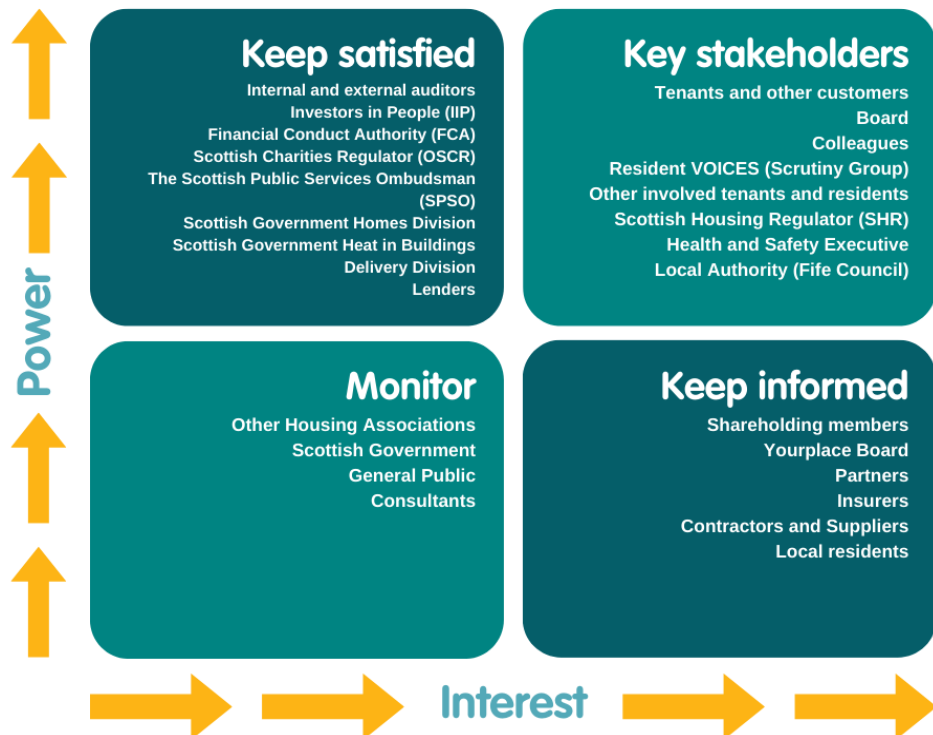 Keep satisfied
Internal and external auditors
Investors in People (IIP)
Financial Conduct Authority (FCA)
Scottish Charities Regulator (OSCR)
The Scottish Public Services Ombudsman
(SPSO)
Scottish Government Homes Division
Scottish Government Heat in Buildings
Delivery Division
Lenders
Key stakeholders
Tenants and other customers
Board
Colleagues
Resident VOICES (Scrutiny Group)
Other involved tenants and residents
Scottish Housing Regulator (SHR)
Health and Safety Executive
Local Authority (Fife Council)
Power
Monitor
Other Housing Associations
Scottish Government
General Public
Consultants
Keep informed
Shareholding members
Yourplace Board
Partners
Insurers
Contractors and Suppliers
Local residents
Interest